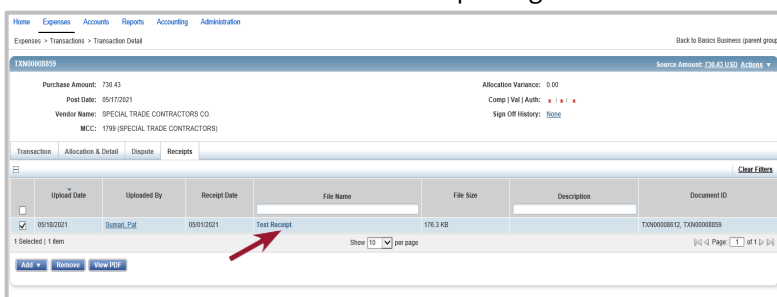 Home Expenses Accounts Reports Accounting Administration
Expenses > Transactions > Transaction Detail Back to Basics Business (parent group
TXN00008859 Source Amount: 730.43 USD Actions ▼
Purchase Amount: 730.43 Allocation Variance: 0.00
Post Date: 05/17/2021 Comp | Val | Auth: x | x | x
Vendor Name: SPECIAL TRADE CONTRACTORS CO. Sign Off History: None
MCC: 1799 (SPECIAL TRADE CONTRACTORS)
Transaction Allocation & Detail Dispute Receipts
Clear Filters
Upload Date Uploaded By Receipt Date File Name File Size Description Document ID
05/18/2021 Sumari, Pat 05/01/2021 Test Receipt 176.3 KB TXN00008612, TXN00008859
1 Selected | 1 item Show 10 per page Page: 1 of 1
Add ▼ Remove View PDF